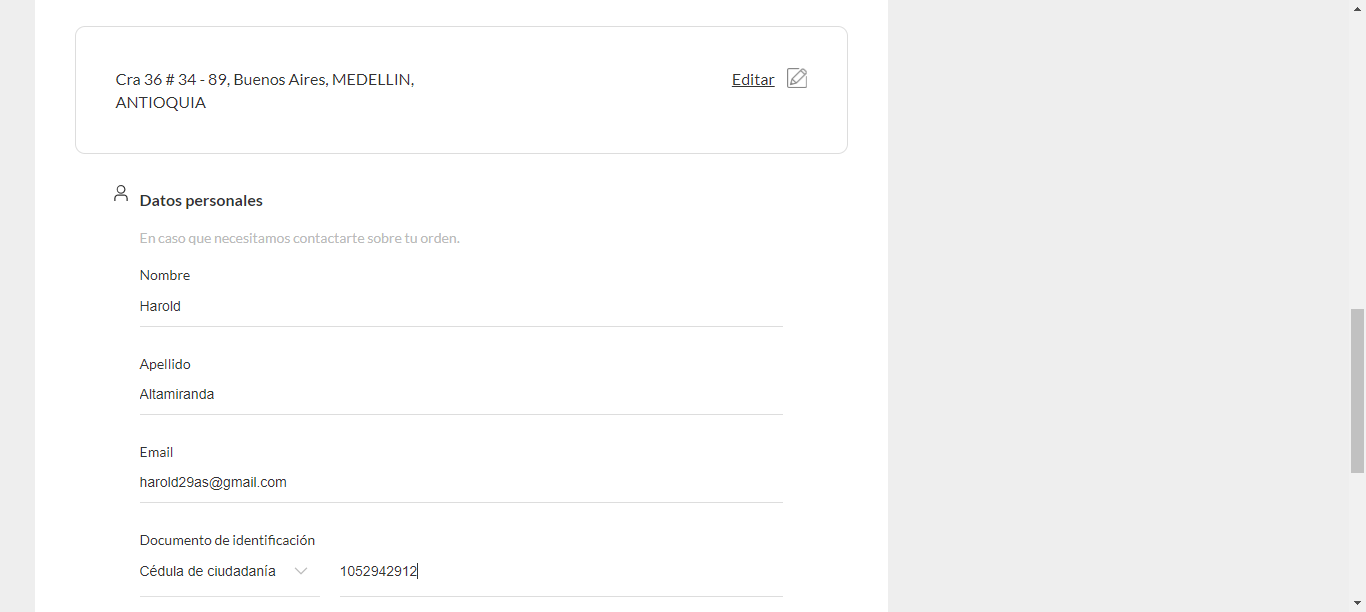 Cra 36 # 34 - 89, Buenos Aires, MEDELLIN,
ANTIOQUIA
Editar
Datos personales
En caso que necesitamos contactarte sobre tu orden.
Nombre
Harold
Apellido
Altamiranda
Email
harold29as@gmail.com
Documento de identificación
Cédula de ciudadanía
1052942912